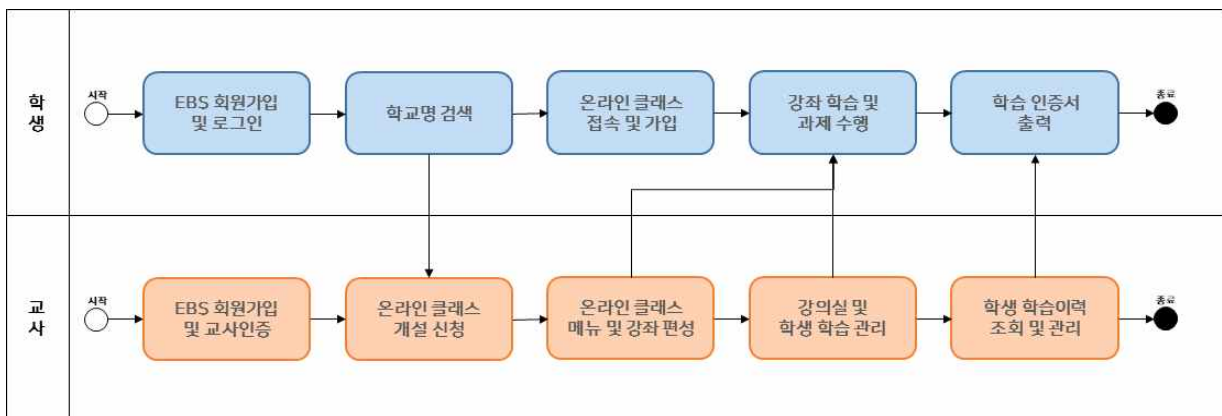 학
생
시작
EBS 회원가입
및 로그인
학교명 검색
온라인 클래스
접속 및 가입
강좌 학습 및
과제 수행
학습 인증서
출력
종료
교
사
시작
EBS 회원가입
및 교사인증
온라인 클래스
개설 신청
온라인 클래스
메뉴 및 강좌 편성
강의실 및
학생 학습 관리
학생 학습이력
조회 및 관리
종료